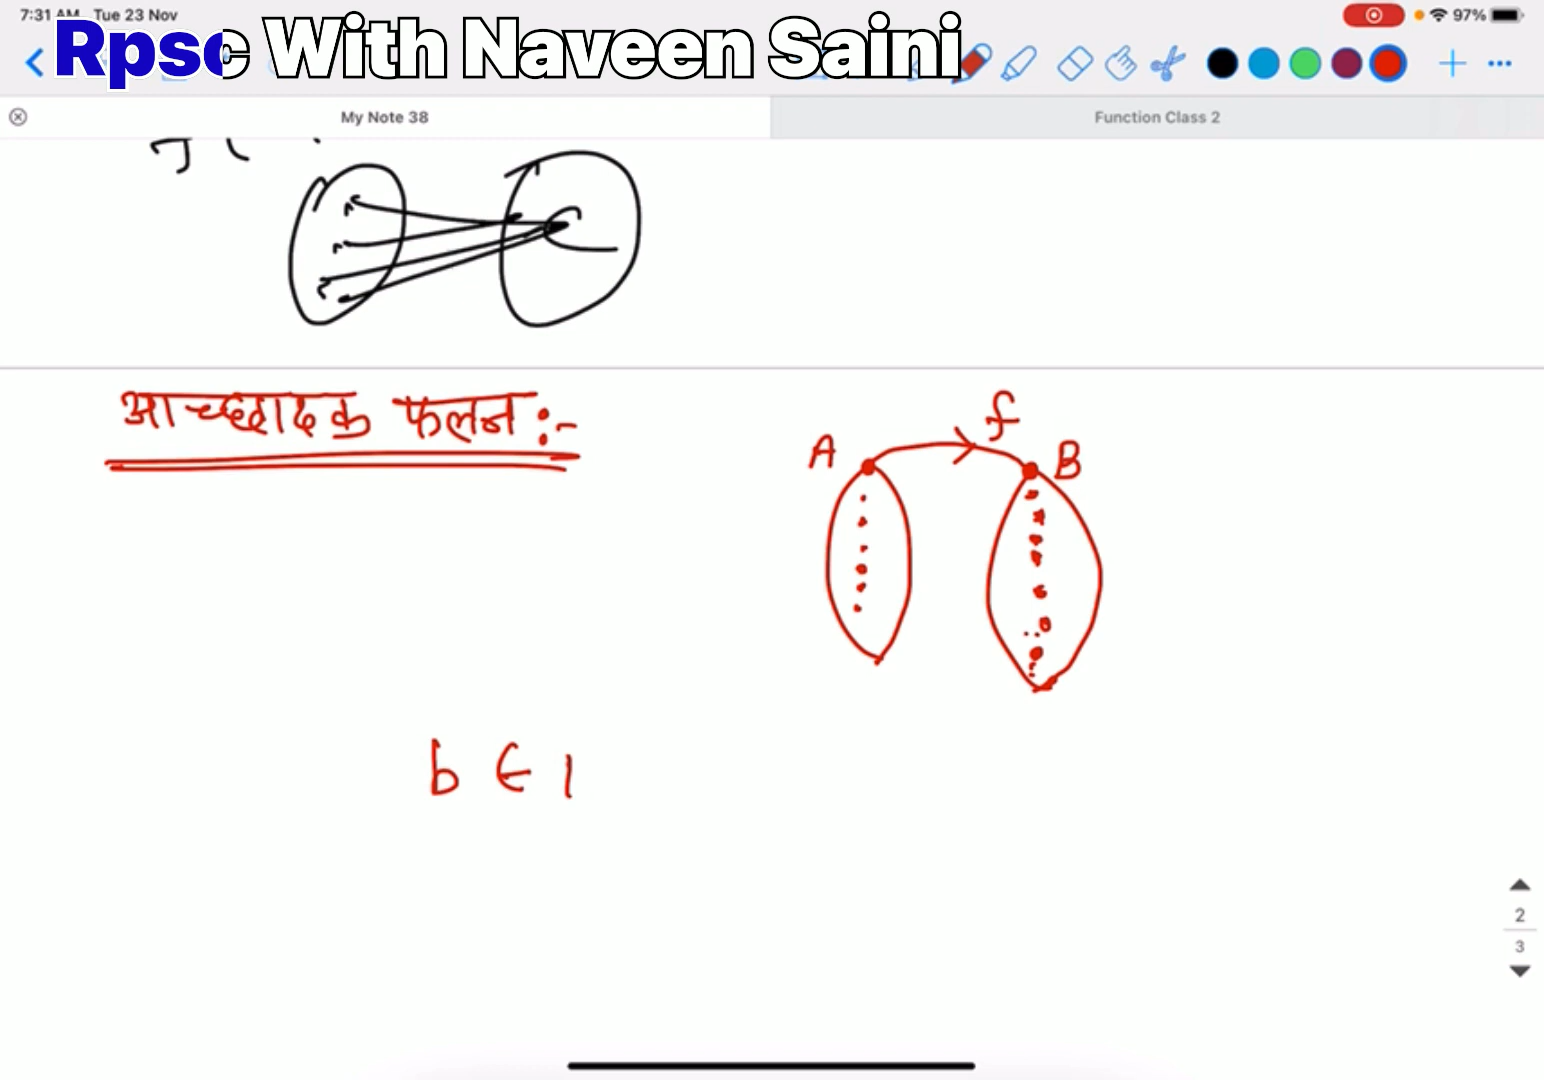 7:31 AM Tue 23 Nov
97%
Rpsc With Naveen Saini
My Note 38
Function Class 2
आच्छादक फलन :-
f
A
B
b ∈
2
3